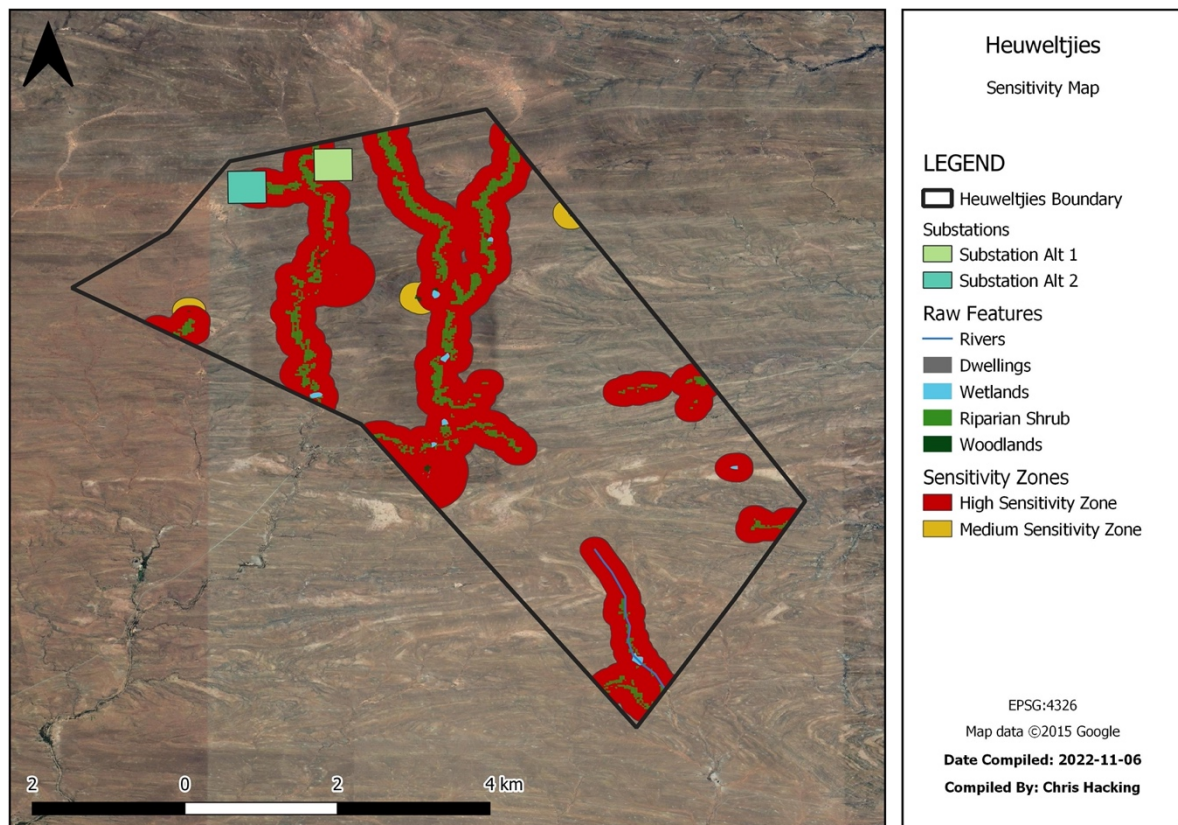 Heuweltjies
Sensitivity Map
LEGEND
Heuweltjies Boundary
Substations
Substation Alt 1
Substation Alt 2
Raw Features
Rivers
Dwellings
Wetlands
Riparian Shrub
Woodlands
Sensitivity Zones
High Sensitivity Zone
Medium Sensitivity Zone
EPSG:4326
Map data ©2015 Google
Date Compiled: 2022-11-06
Compiled By: Chris Hacking
2 0 2 4 km